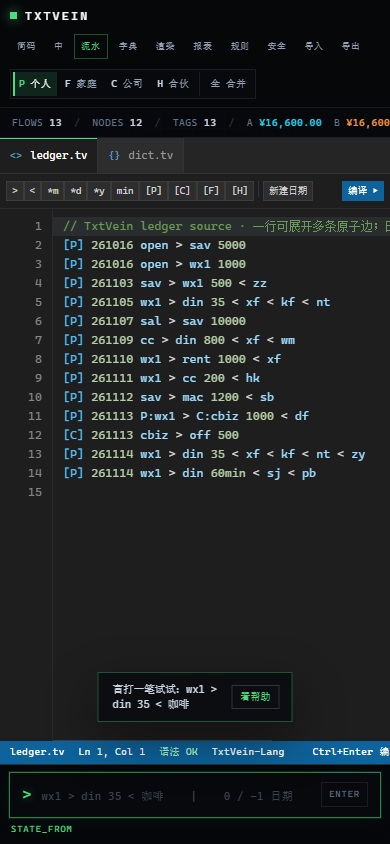 TXTVEIN
简码 中 流水 字典 渲染 报表 规则 安全 导入 导出
P 个人 F 家庭 C 公司 H 合伙 全 合并
FLOWS 13 / NODES 12 / TAGS 13 / A ¥16,600.00 B ¥16,600
<> ledger.tv {} dict.tv
> < *m *d *y min [P] [C] [F] [H] 新建日期 编译 ▸
1 // TxtVein ledger source · 一行可展开多条原子边；
2 [P] 261016 open > sav 5000
3 [P] 261016 open > wx1 1000
4 [P] 261103 sav > wx1 500 < zz
5 [P] 261105 wx1 > din 35 < xf < kf < nt
6 [P] 261107 sal > sav 10000
7 [P] 261109 cc > din 800 < xf < wm
8 [P] 261110 wx1 > rent 1000 < xf
9 [P] 261111 wx1 > cc 200 < hk
10 [P] 261112 sav > mac 1200 < sb
11 [P] 261113 P:wx1 > C:cbiz 1000 < df
12 [C] 261113 cbiz > off 500
13 [P] 261114 wx1 > din 35 < xf < kf < nt < zy
14 [P] 261114 wx1 > din 60min < sj < pb
15
盲打一笔试试：wx1 >
din 35 < 咖啡
看帮助
ledger.tv Ln 1, Col 1 语法 OK TxtVein-Lang Ctrl+Enter 编
> wx1 > din 35 < 咖啡 | 0 / −1 日期 ENTER
STATE_FROM